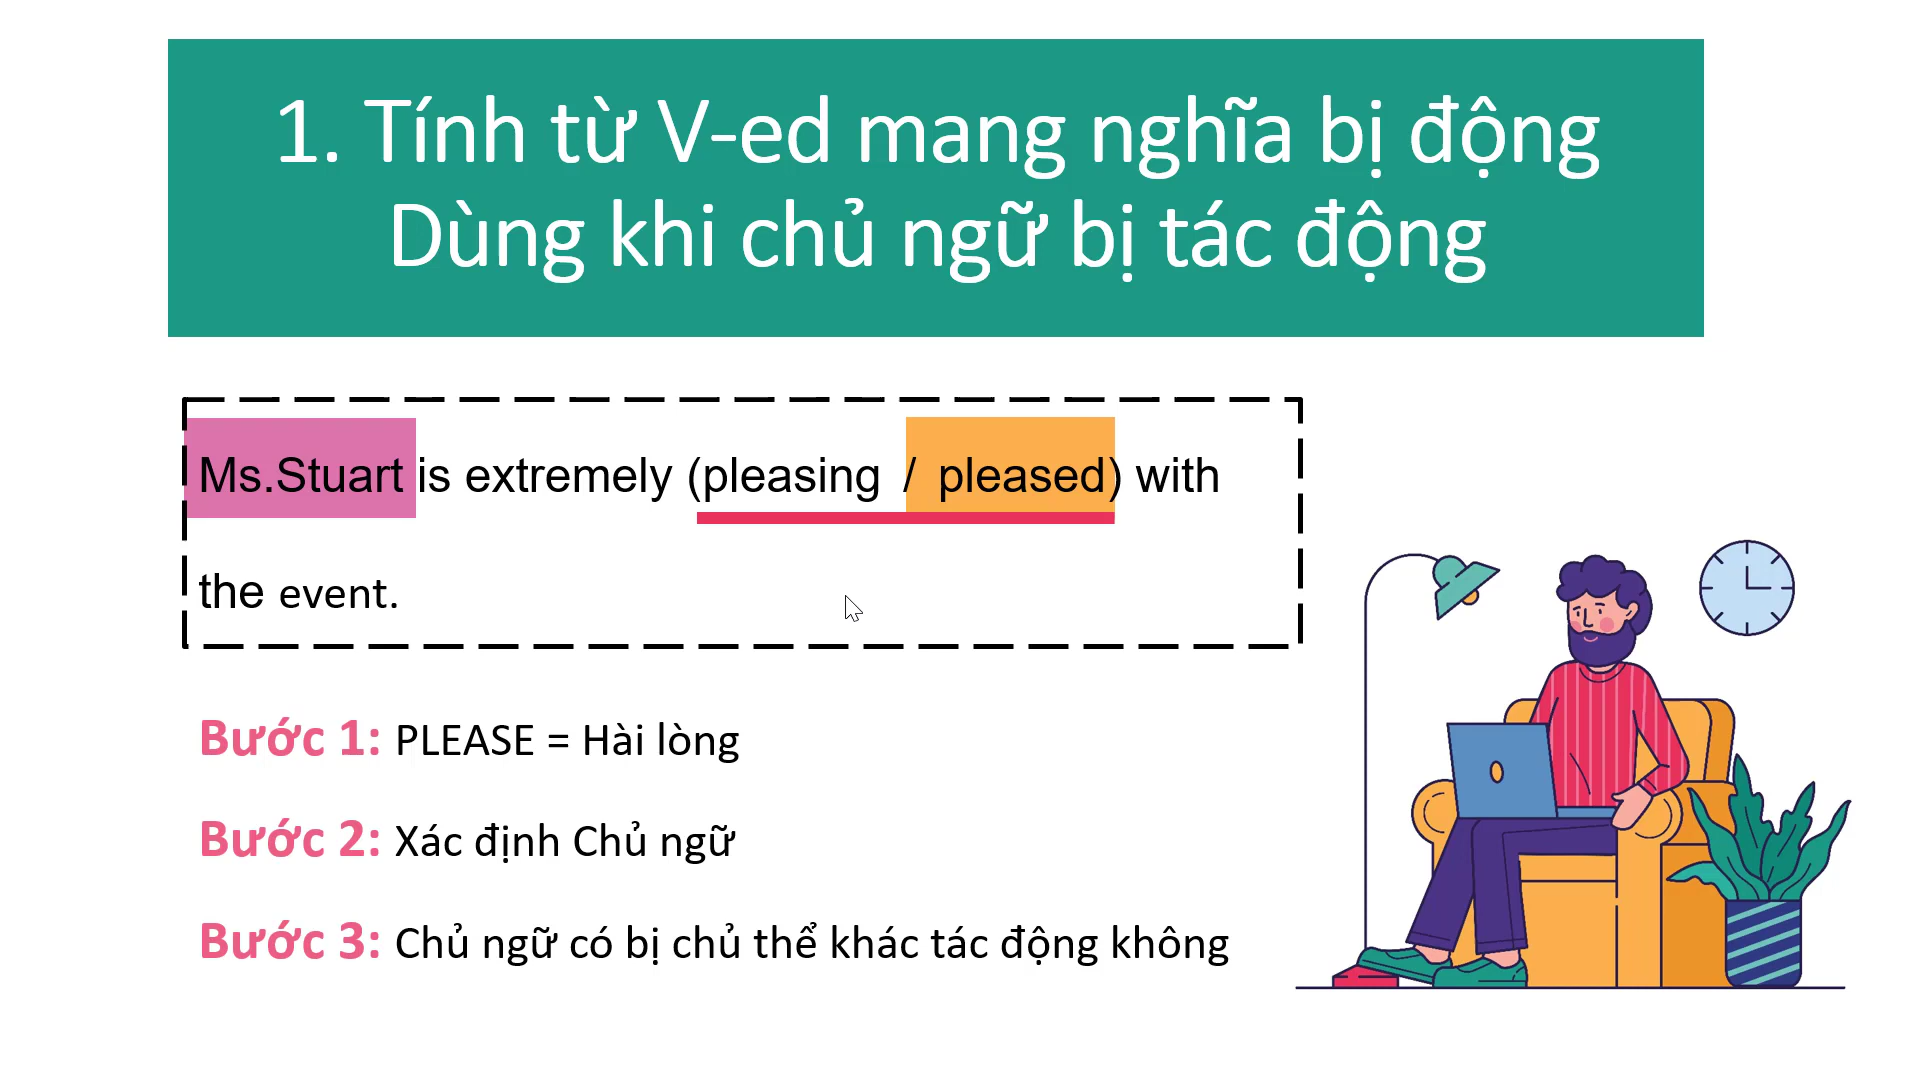 1. Tính từ V-ed mang nghĩa bị động
Dùng khi chủ ngữ bị tác động
Ms.Stuart is extremely (pleasing / pleased) with
the event.
Bước 1: PLEASE = Hài lòng
Bước 2: Xác định Chủ ngữ
Bước 3: Chủ ngữ có bị chủ thể khác tác động không